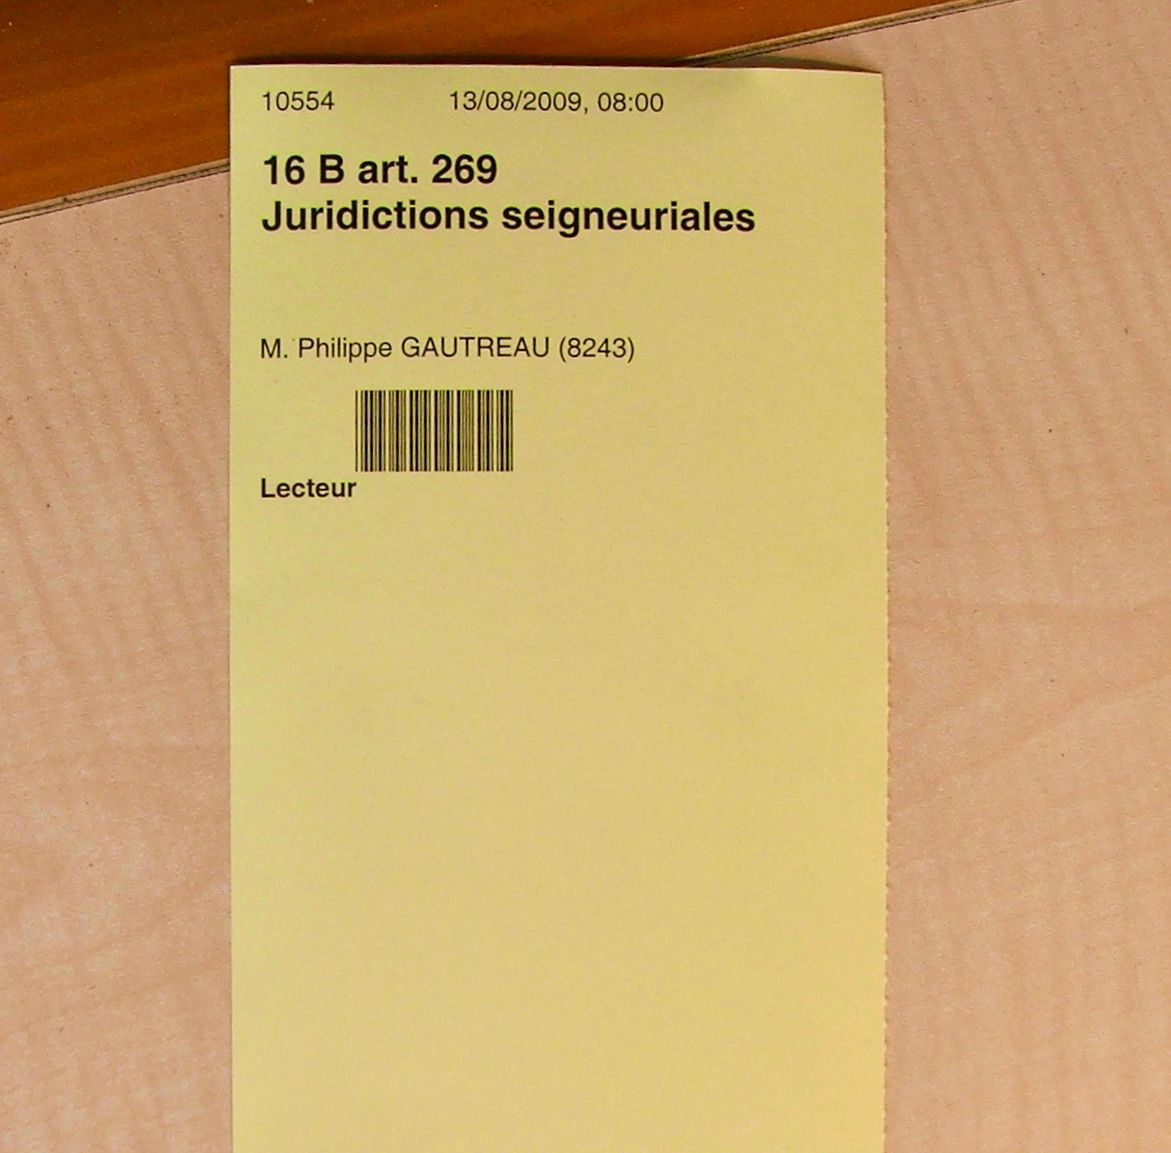 10554 13/08/2009, 08:00
16 B art. 269
Juridictions seigneuriales
M. Philippe GAUTREAU (8243)
Lecteur